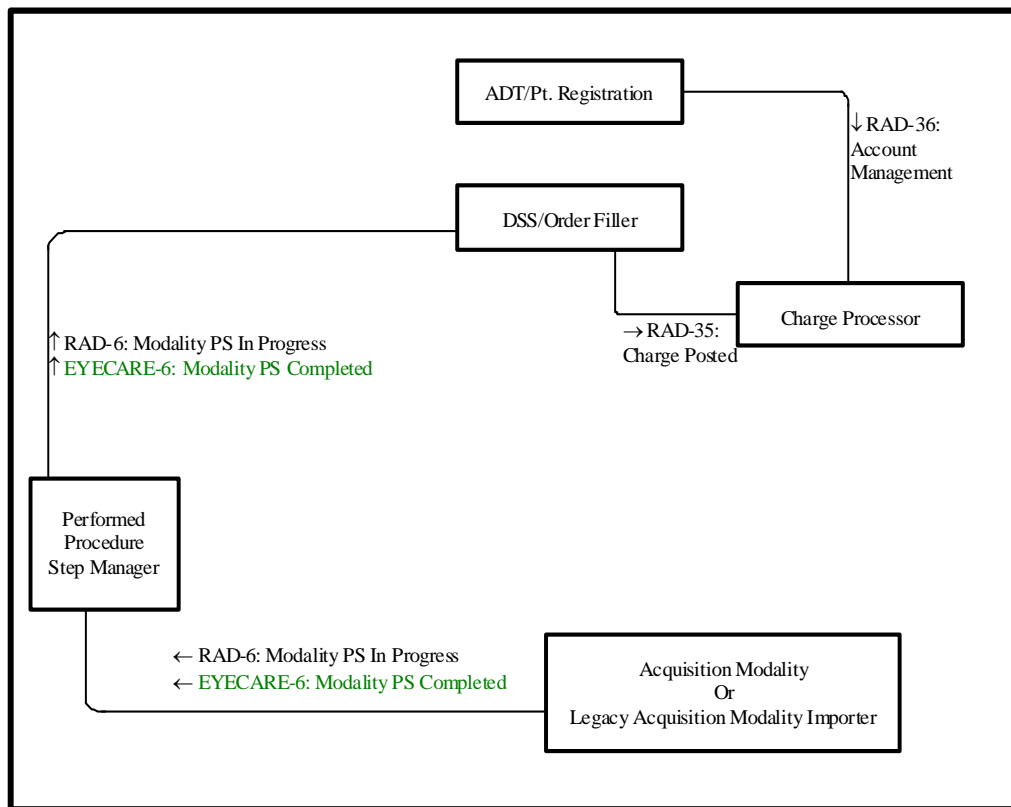 ADT/Pt. Registration
↓ RAD-36:
Account
Management
DSS/Order Filler
Charge Processor
→ RAD-35:
Charge Posted
↑ RAD-6: Modality PS In Progress
↑ EYECARE-6: Modality PS Completed
Performed
Procedure
Step Manager
← RAD-6: Modality PS In Progress
← EYECARE-6: Modality PS Completed
Acquisition Modality
Or
Legacy Acquisition Modality Importer